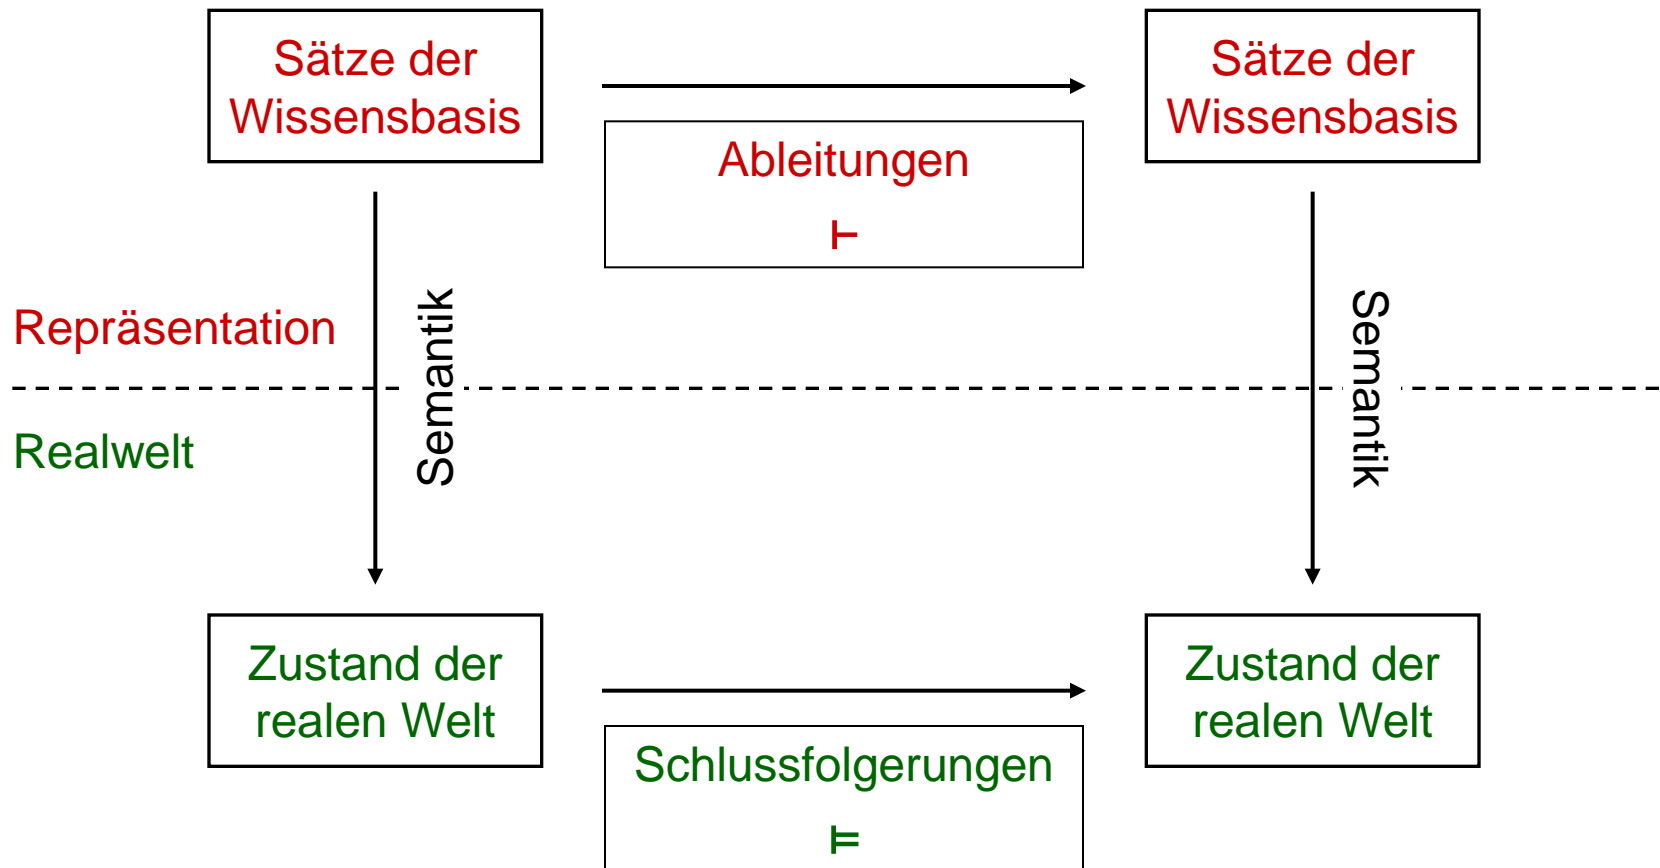 Sätze der
Wissensbasis
Sätze der
Wissensbasis
Ableitungen
⊢
Repräsentation
Semantik
Semantik
Realwelt
Zustand der
realen Welt
Zustand der
realen Welt
Schlussfolgerungen
⊨